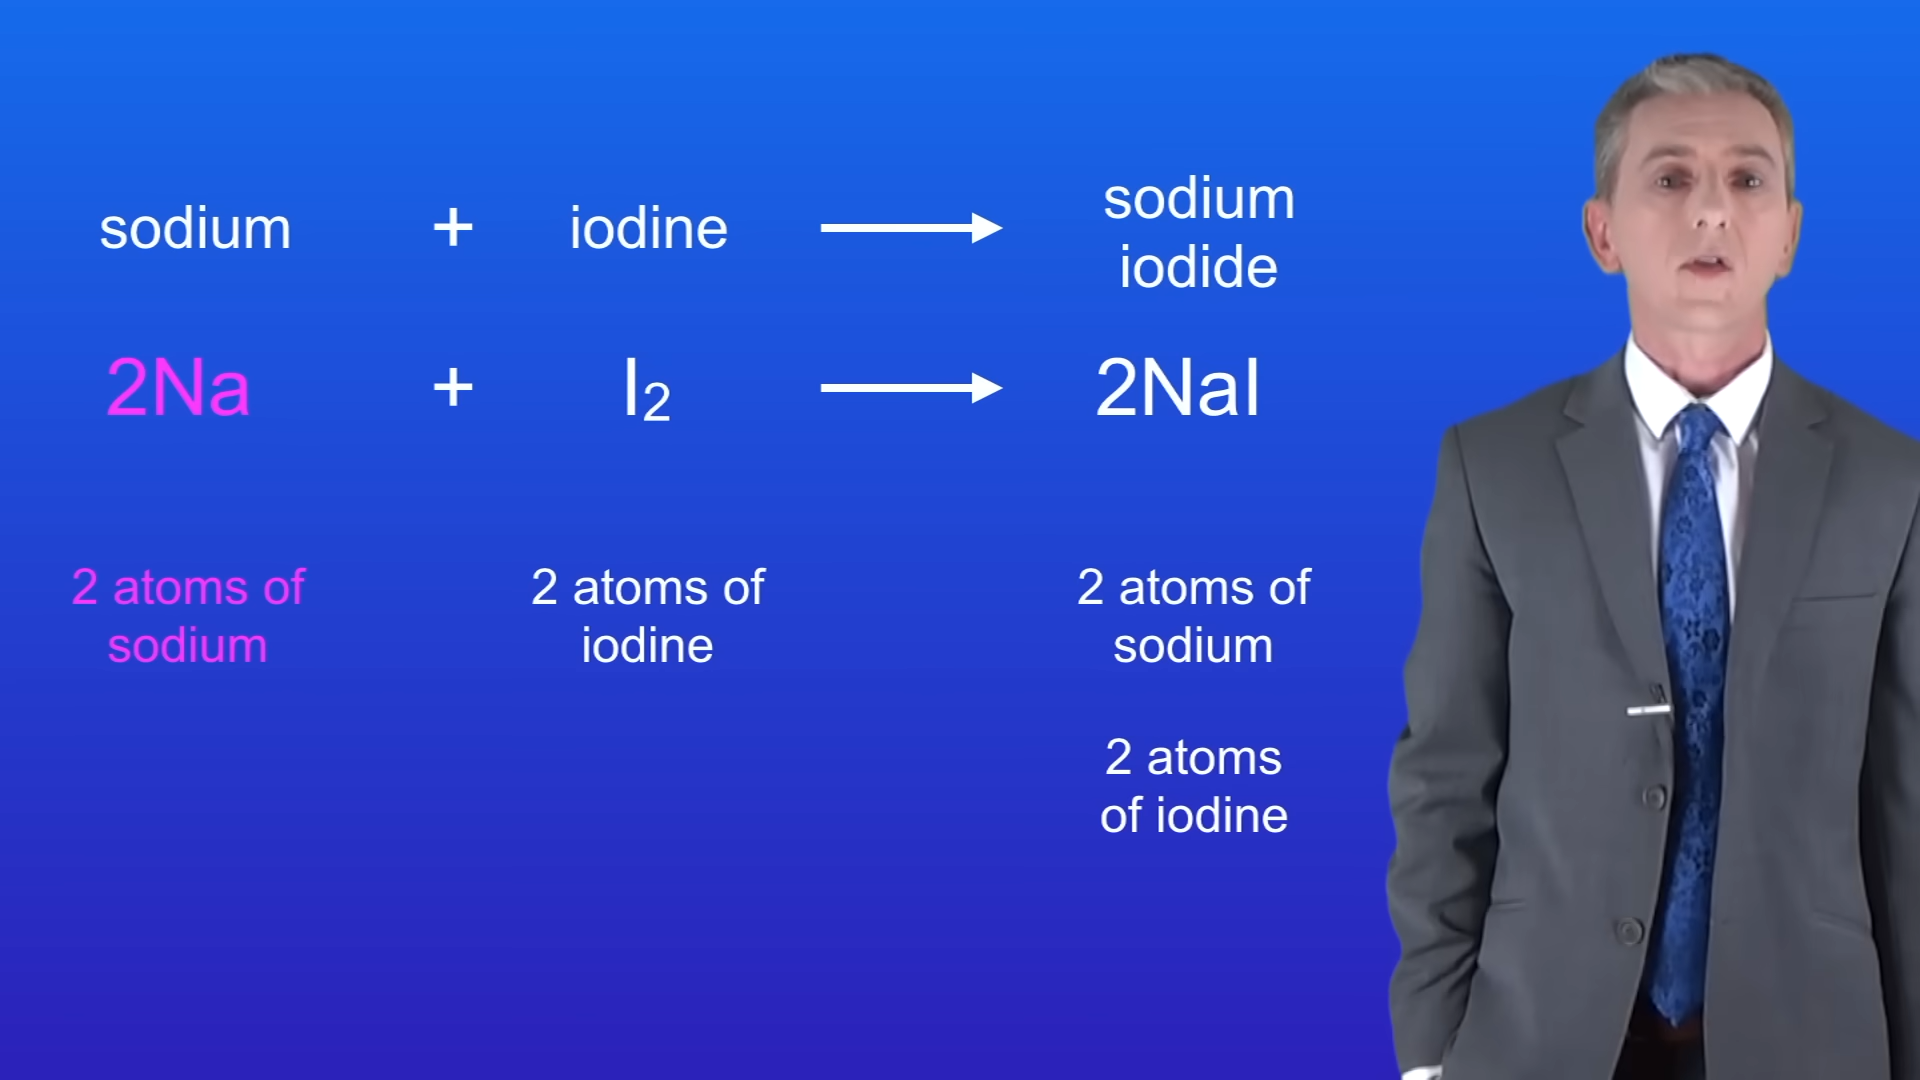 sodium + iodine → sodium
iodide
2Na + I₂ → 2NaI
2 atoms of
sodium
2 atoms of
iodine
2 atoms of
sodium
2 atoms
of iodine